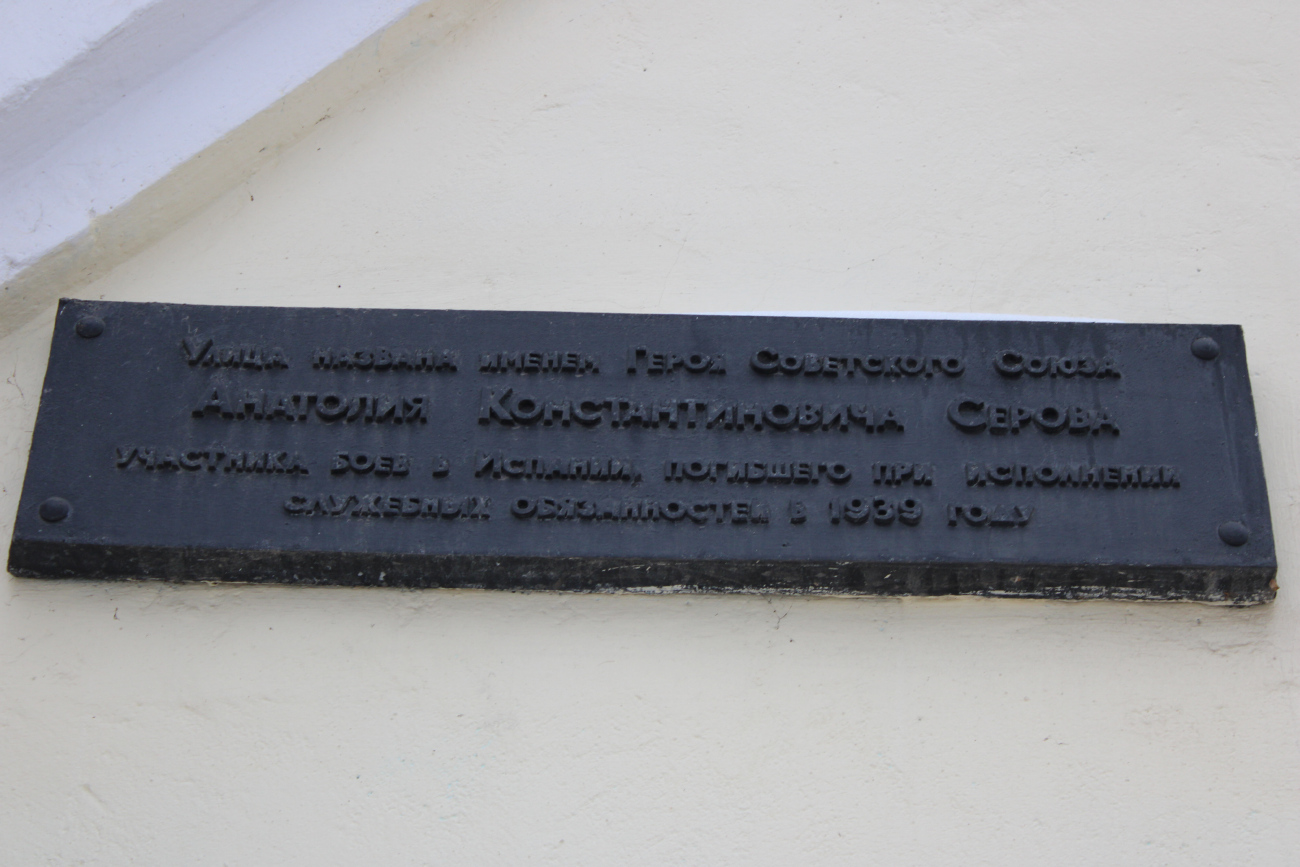 Улица названа именем Героя Советского Союза
Анатолия Константиновича Серова
участника боев в Испании, погибшего при исполнении
служебных обязанностей в 1939 году